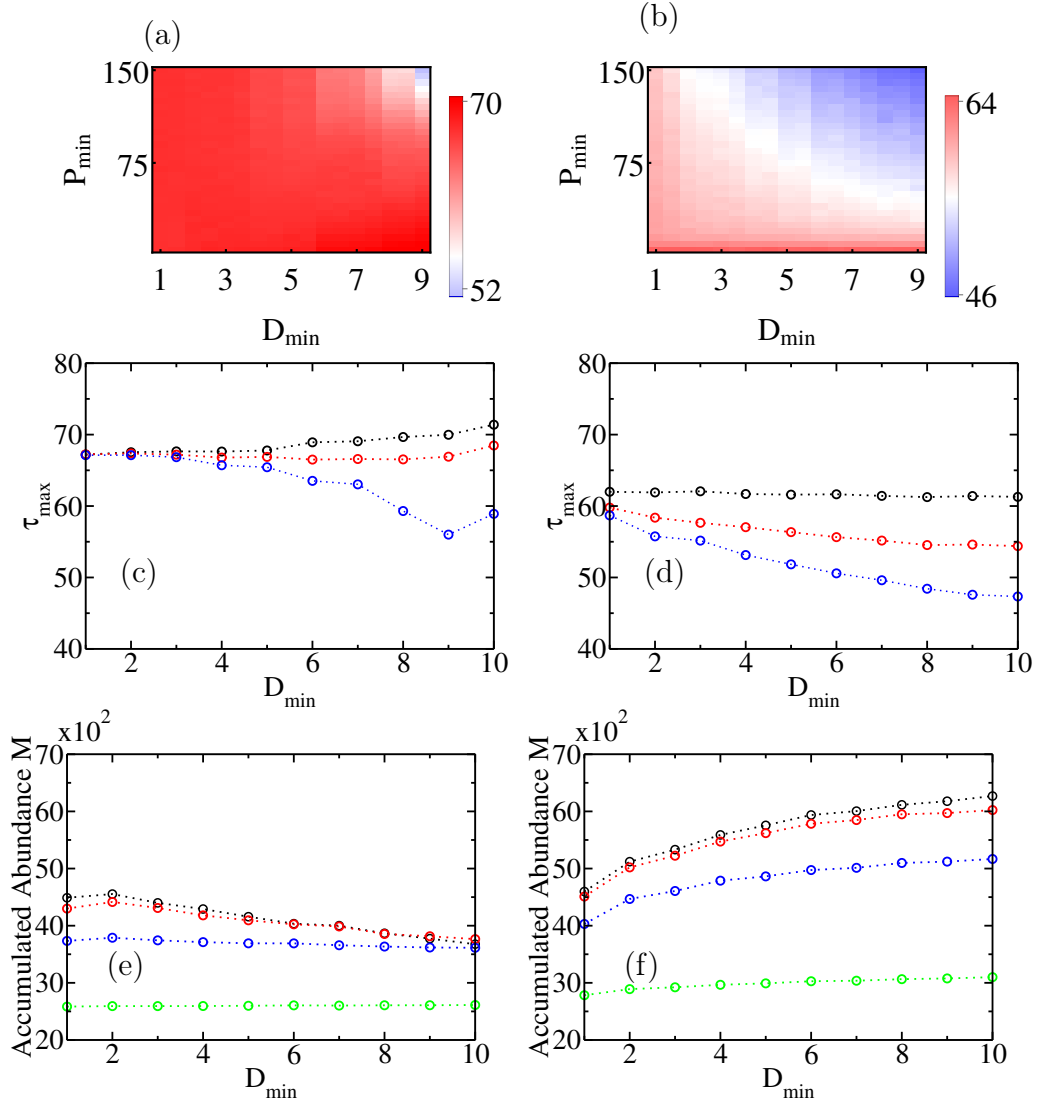 (a)
(b)
150
75
P_min
1 3 5 7 9
D_min
70
52
150
75
P_min
1 3 5 7 9
D_min
64
46
80
70
60
50
40
τ_max
(c)
2 4 6 8 10
D_min
80
70
60
50
40
τ_max
(d)
2 4 6 8 10
D_min
x10^2
70
60
50
40
30
20
Accumulated Abundance M
(e)
2 4 6 8 10
D_min
x10^2
70
60
50
40
30
20
Accumulated Abundance M
(f)
2 4 6 8 10
D_min